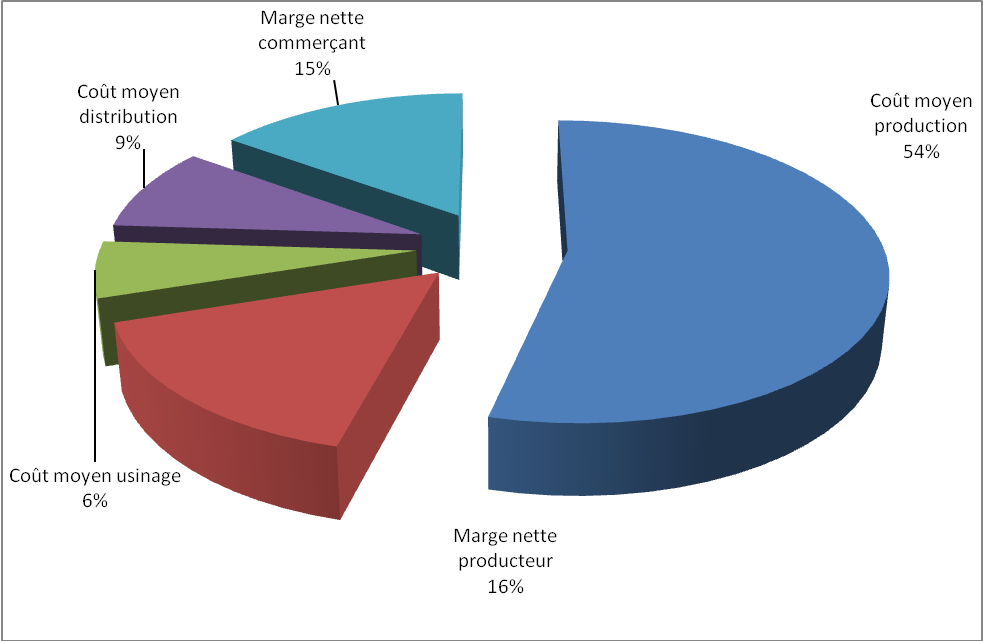 Marge nette
commerçant
15%
Coût moyen
distribution
9%
Coût moyen
production
54%
Coût moyen usinage
6%
Marge nette
producteur
16%